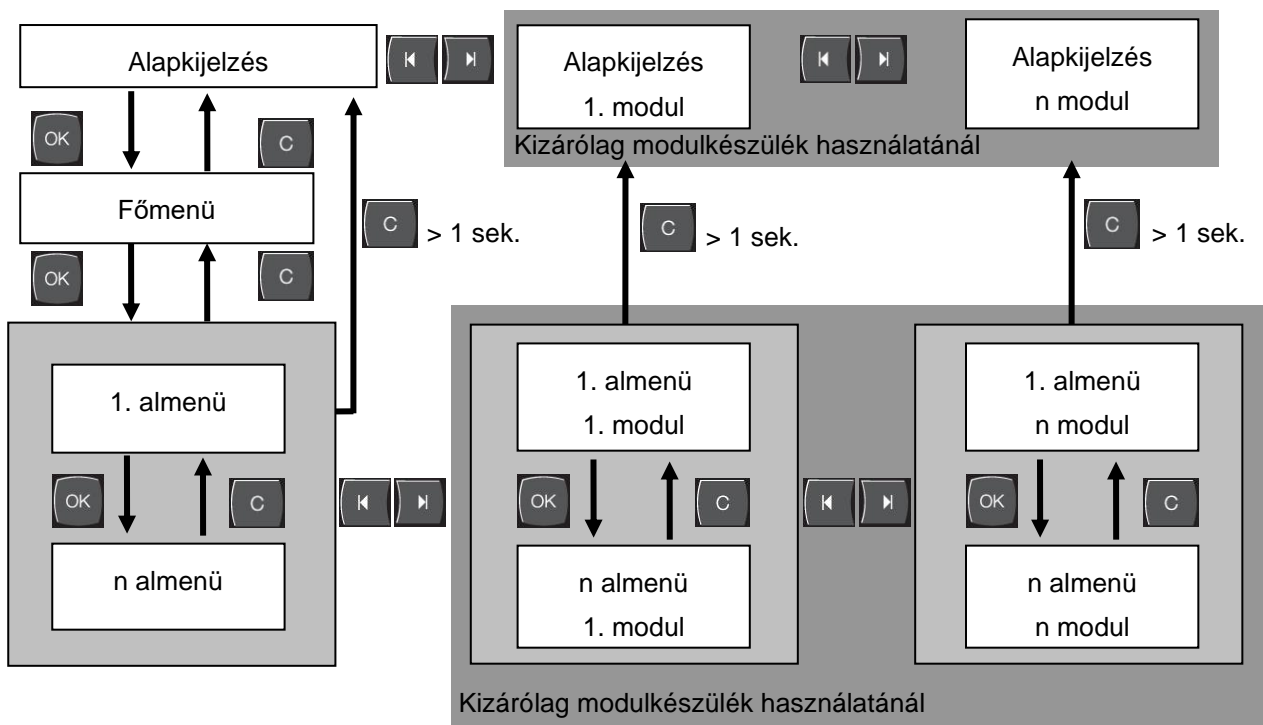 Alapkijelzés
Alapkijelzés
1. modul
Alapkijelzés
n modul
Kizárólag modulkészülék használatánál
OK
C
Főmenü
C
> 1 sek.
C
> 1 sek.
C
> 1 sek.
OK
C
1. almenü
1. almenü
1. modul
1. almenü
n modul
OK
C
OK
C
OK
C
n almenü
n almenü
1. modul
n almenü
n modul
Kizárólag modulkészülék használatánál